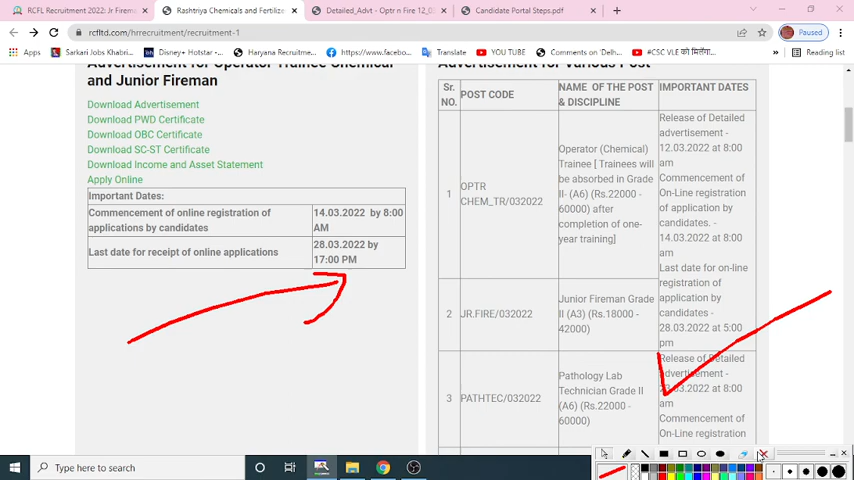 RCFL Recruitment 2022: Jr Firem
Rashtriya Chemicals and Fertilize
Detailed_Advt - Optr n Fire 12_0
Candidate Portal Steps.pdf
rcfltd.com/hrrecruitment/recruitment-1
Paused
Apps
Sarkari Jobs Khabri...
Disney+ Hotstar -...
Haryana Recruitme...
https://www.facebo...
Translate
YOU TUBE
Comments on 'Delh...
#CSC VLE को मिलेंगा...
Reading list
Advertisement for Operator Trainee Chemical
and Junior Fireman
Download Advertisement
Download PWD Certificate
Download OBC Certificate
Download SC-ST Certificate
Download Income and Asset Statement
Apply Online
Important Dates:
Commencement of online registration of
applications by candidates
14.03.2022 by 8:00
AM
Last date for receipt of online applications
28.03.2022 by
17:00 PM
Advertisement for Various Post
Sr.
NO.
POST CODE
NAME OF THE POST
& DISCIPLINE
IMPORTANT DATES
1
OPTR
CHEM_TR/032022
Operator (Chemical)
Trainee [ Trainees will
be absorbed in Grade
II- (A6) (Rs.22000 -
60000) after
completion of one-
year training]
Release of Detailed
advertisement -
12.03.2022 at 8:00
am
Commencement of
On-Line registration
of application by
candidates. -
14.03.2022 at 8:00
am
Last date for on-line
registration of
application by
candidates -
28.03.2022 at 5:00
pm
2
JR.FIRE/032022
Junior Fireman Grade
II (A3) (Rs.18000 -
42000)
3
PATHTEC/032022
Pathology Lab
Technician Grade II
(A6) (Rs.22000 -
60000)
Release of Detailed
advertisement -
.03.2022 at 8:00
am
Commencement of
On-Line registration
Type here to search